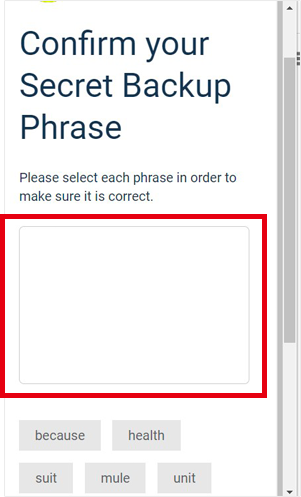 Confirm your
Secret Backup
Phrase
Please select each phrase in order to
make sure it is correct.
because health
suit mule unit